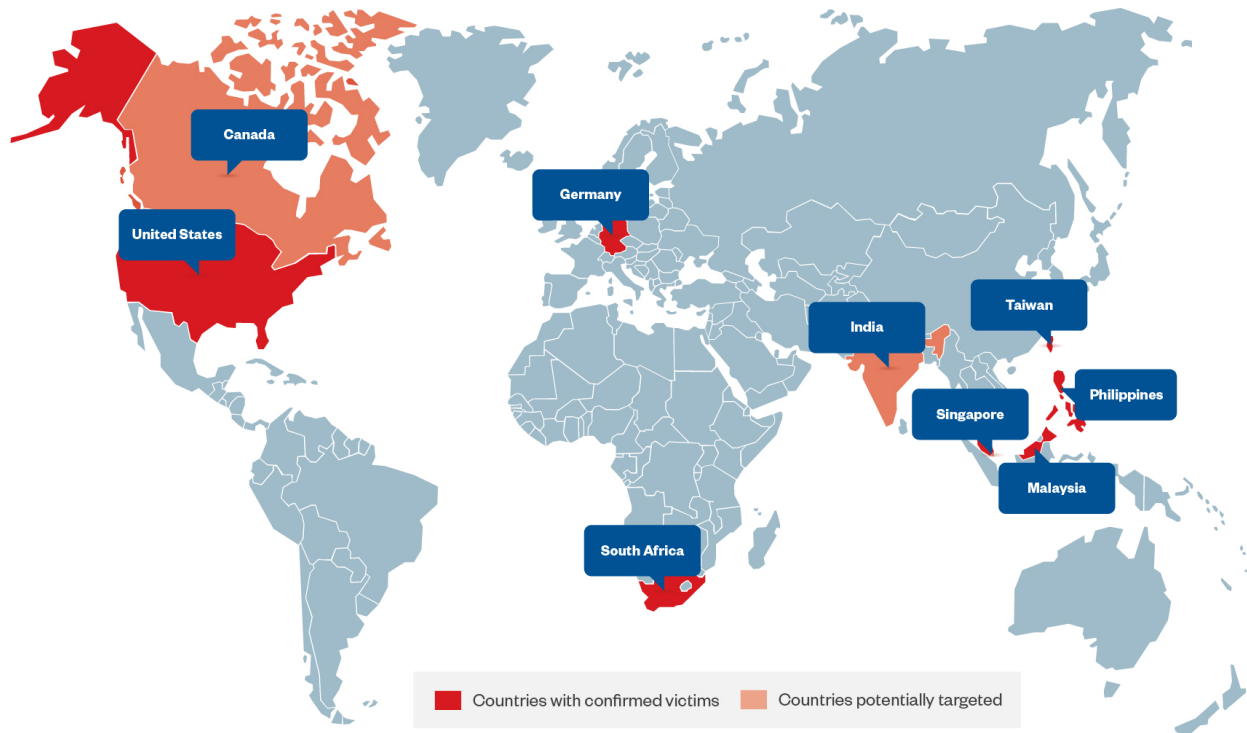 Canada
United States
Germany
India
Taiwan
Philippines
Singapore
Malaysia
South Africa
Countries with confirmed victims
Countries potentially targeted